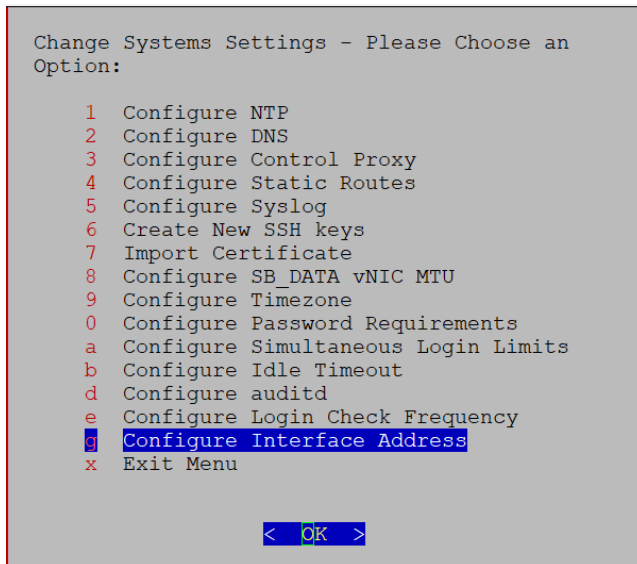 Change Systems Settings - Please Choose an
Option:
1 Configure NTP
2 Configure DNS
3 Configure Control Proxy
4 Configure Static Routes
5 Configure Syslog
6 Create New SSH keys
7 Import Certificate
8 Configure SB_DATA vNIC MTU
9 Configure Timezone
0 Configure Password Requirements
a Configure Simultaneous Login Limits
b Configure Idle Timeout
d Configure auditd
e Configure Login Check Frequency
g Configure Interface Address
x Exit Menu
< OK >